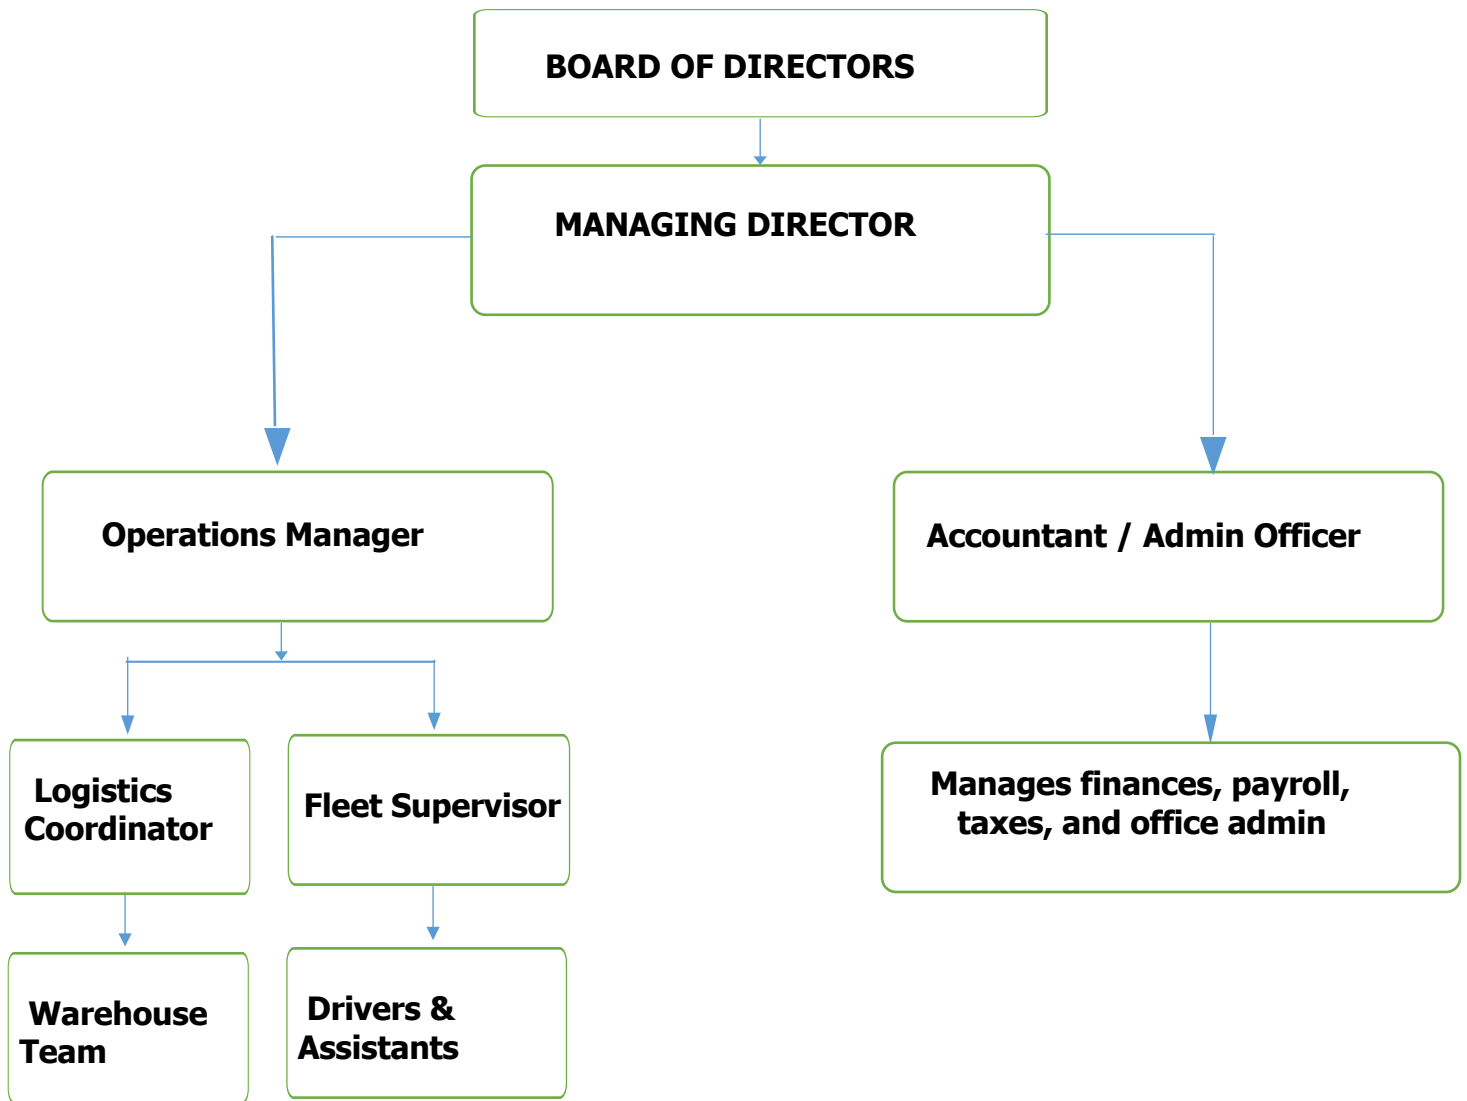 BOARD OF DIRECTORS
MANAGING DIRECTOR
Operations Manager
Accountant / Admin Officer
Logistics
Coordinator
Fleet Supervisor
Manages finances, payroll,
taxes, and office admin
Warehouse
Team
Drivers &
Assistants